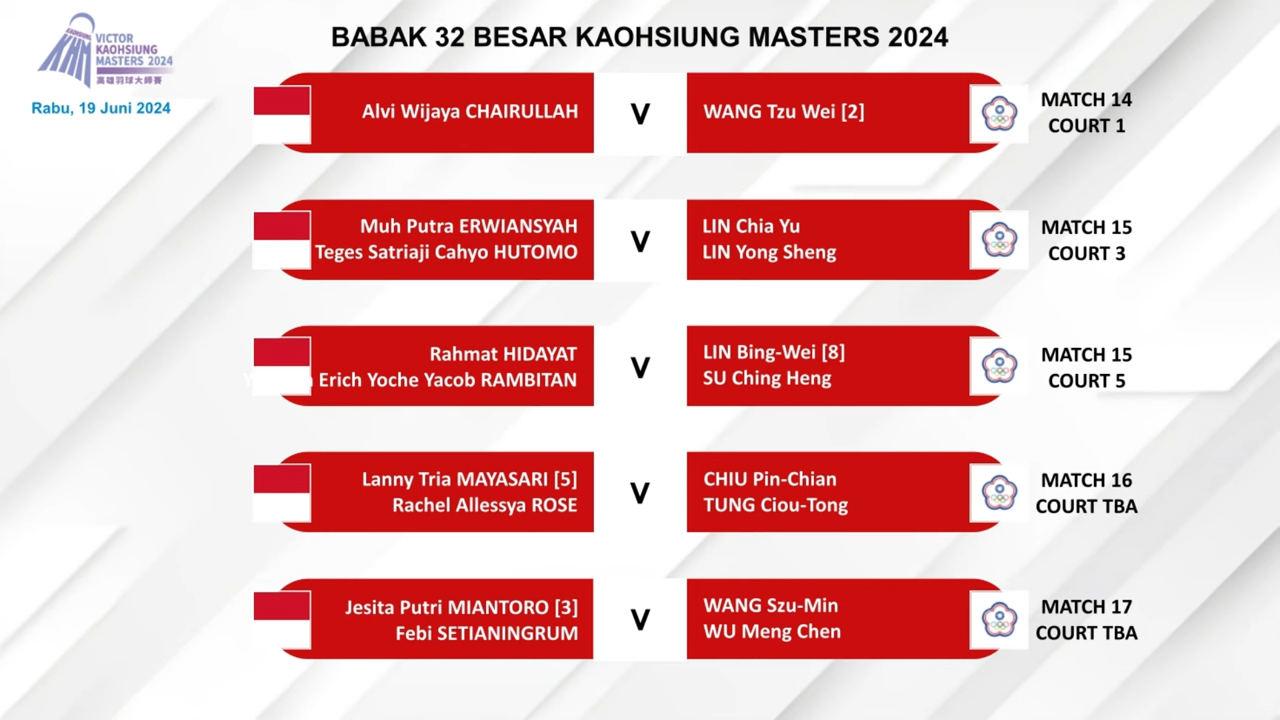 KAOHSIUNG
VICTOR
KAOHSIUNG
MASTERS 2024
高雄羽球大師賽
Rabu, 19 Juni 2024
BABAK 32 BESAR KAOHSIUNG MASTERS 2024
Alvi Wijaya CHAIRULLAH
V
WANG Tzu Wei [2]
MATCH 14
COURT 1
Muh Putra ERWIANSYAH
Teges Satriaji Cahyo HUTOMO
V
LIN Chia Yu
LIN Yong Sheng
MATCH 15
COURT 3
Rahmat HIDAYAT
Erich Yoche Yacob RAMBITAN
V
LIN Bing-Wei [8]
SU Ching Heng
MATCH 15
COURT 5
Lanny Tria MAYASARI [5]
Rachel Allessya ROSE
V
CHIU Pin-Chian
TUNG Ciou-Tong
MATCH 16
COURT TBA
Jesita Putri MIANTORO [3]
Febi SETIANINGRUM
V
WANG Szu-Min
WU Meng Chen
MATCH 17
COURT TBA